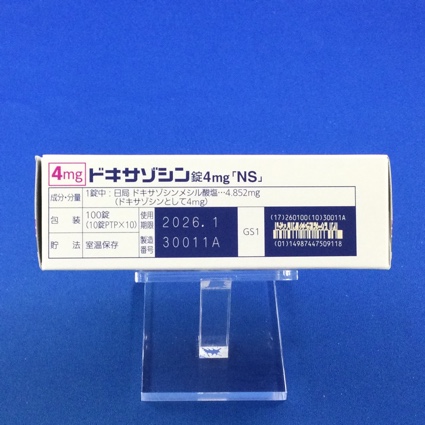 4mg ドキサゾシン錠4mg「NS」
成分・分量 1錠中：日局 ドキサゾシンメシル酸塩…4.852mg
(ドキサゾシンとして4mg)
包装 100錠
(10錠PTP×10)
使用期限 2026.1
製造番号 30011A
貯法 室温保存
GS1
(17)260100(10)30011A
(01)14987447509118